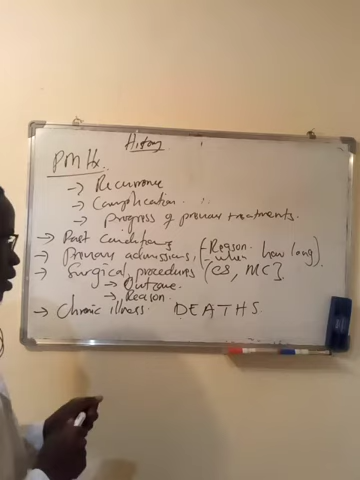 History
PMHx
→ Recurrence
→ Complication
→ Progress of previous treatments.
→ Past Conditions
→ Previous admissions, (-Reason. -when how long)
→ Surgical procedures (CS, MC]
→ Outcome.
→ Reason.
→ Chronic illness. DEATHS